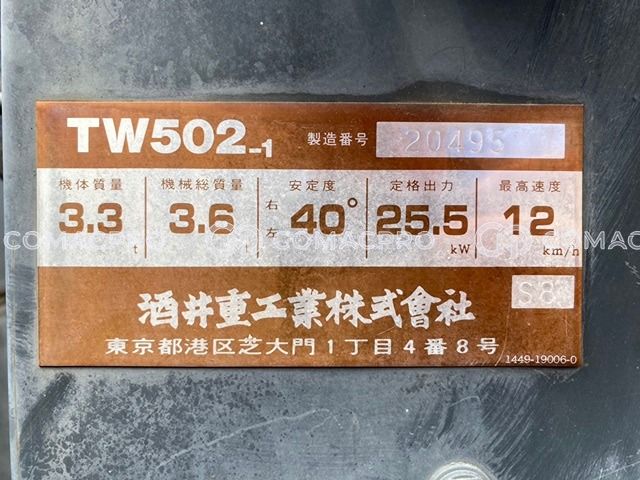 TW502-1 製造番号 20495
機体質量 機械総質量 安定度 定格出力 最高速度
3.3 t 3.6 t 右左 40° 25.5 kW 12 km/h
GOMACPRO GOMACPRO GOMACPRO
S8
酒井重工業株式會社
東京都港区芝大門1丁目4番8号 1449-19006-0